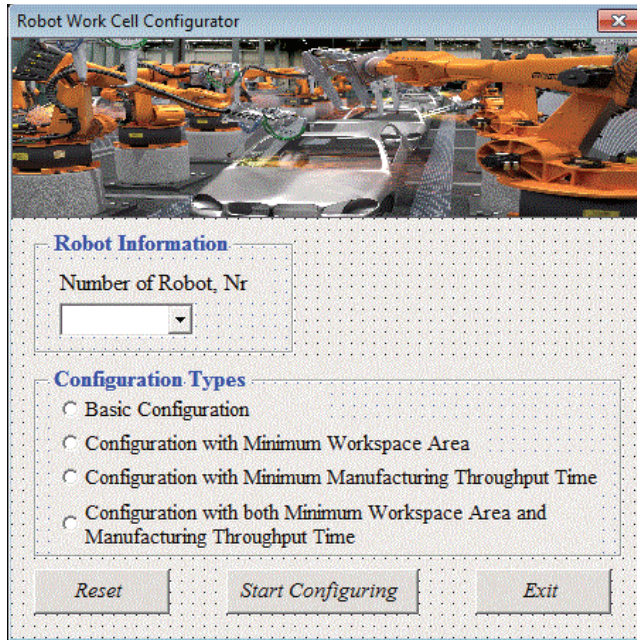 Robot Work Cell Configurator
Robot Information
Number of Robot, Nr
Configuration Types
Basic Configuration
Configuration with Minimum Workspace Area
Configuration with Minimum Manufacturing Throughput Time
Configuration with both Minimum Workspace Area and
Manufacturing Throughput Time
Reset
Start Configuring
Exit